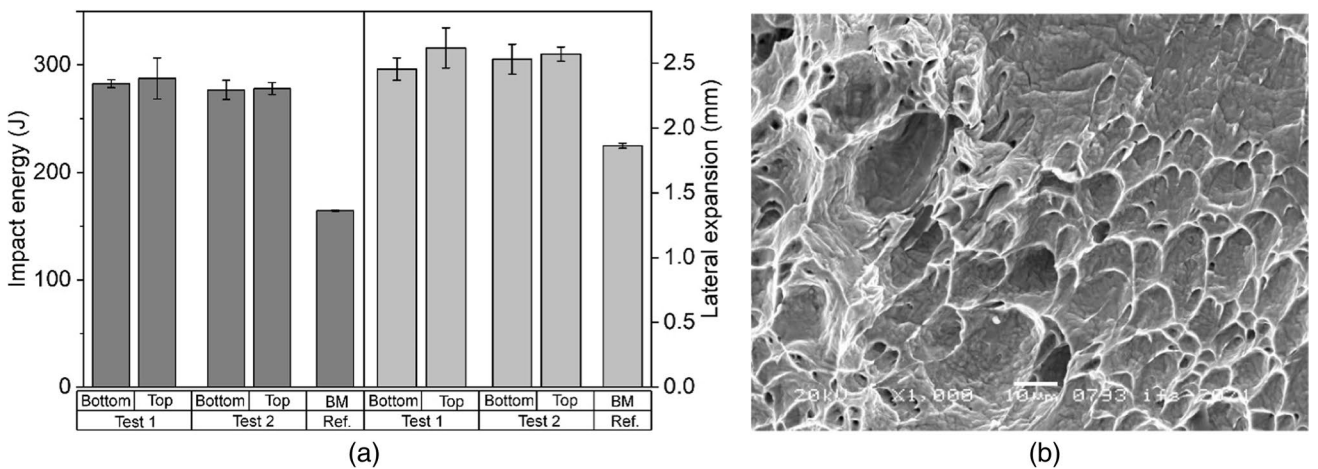 Impact energy (J)
300
200
100
0
2.5
2.0
1.5
1.0
0.5
0.0
Lateral expansion (mm)
Bottom Top Bottom Top BM Bottom Top Bottom Top BM
Test 1 Test 2 Ref. Test 1 Test 2 Ref.
20kV X1,000 10µm 0793
(a) (b)